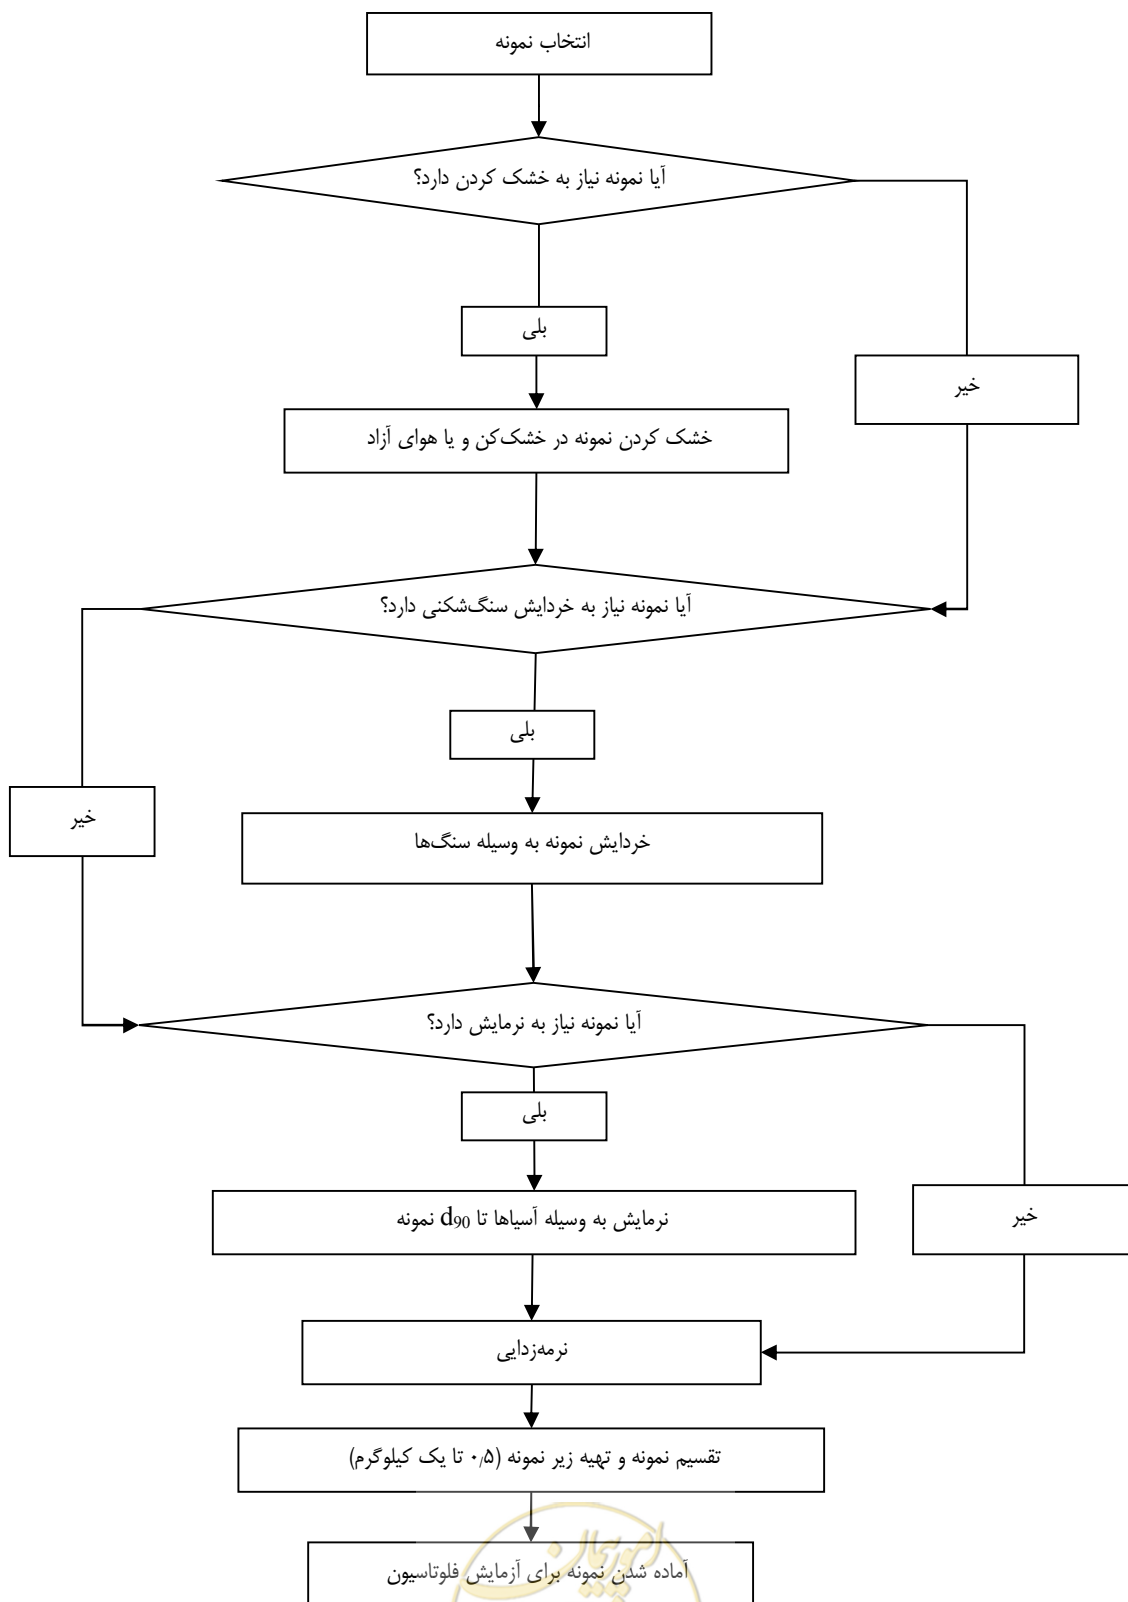 انتخاب نمونه
آیا نمونه نیاز به خشک کردن دارد؟
بلی
خیر
خشک کردن نمونه در خشک‌کن و یا هوای آزاد
آیا نمونه نیاز به خردایش سنگ‌شکنی دارد؟
بلی
خیر
خردایش نمونه به وسیله سنگ‌ها
آیا نمونه نیاز به نرمایش دارد؟
بلی
خیر
نرمایش به وسیله آسیاها تا d90 نمونه
نرمه‌زدایی
تقسیم نمونه و تهیه زیر نمونه (۰٫۵ تا یک کیلوگرم)
آماده شدن نمونه برای آزمایش فلوتاسیون
امور پیمان